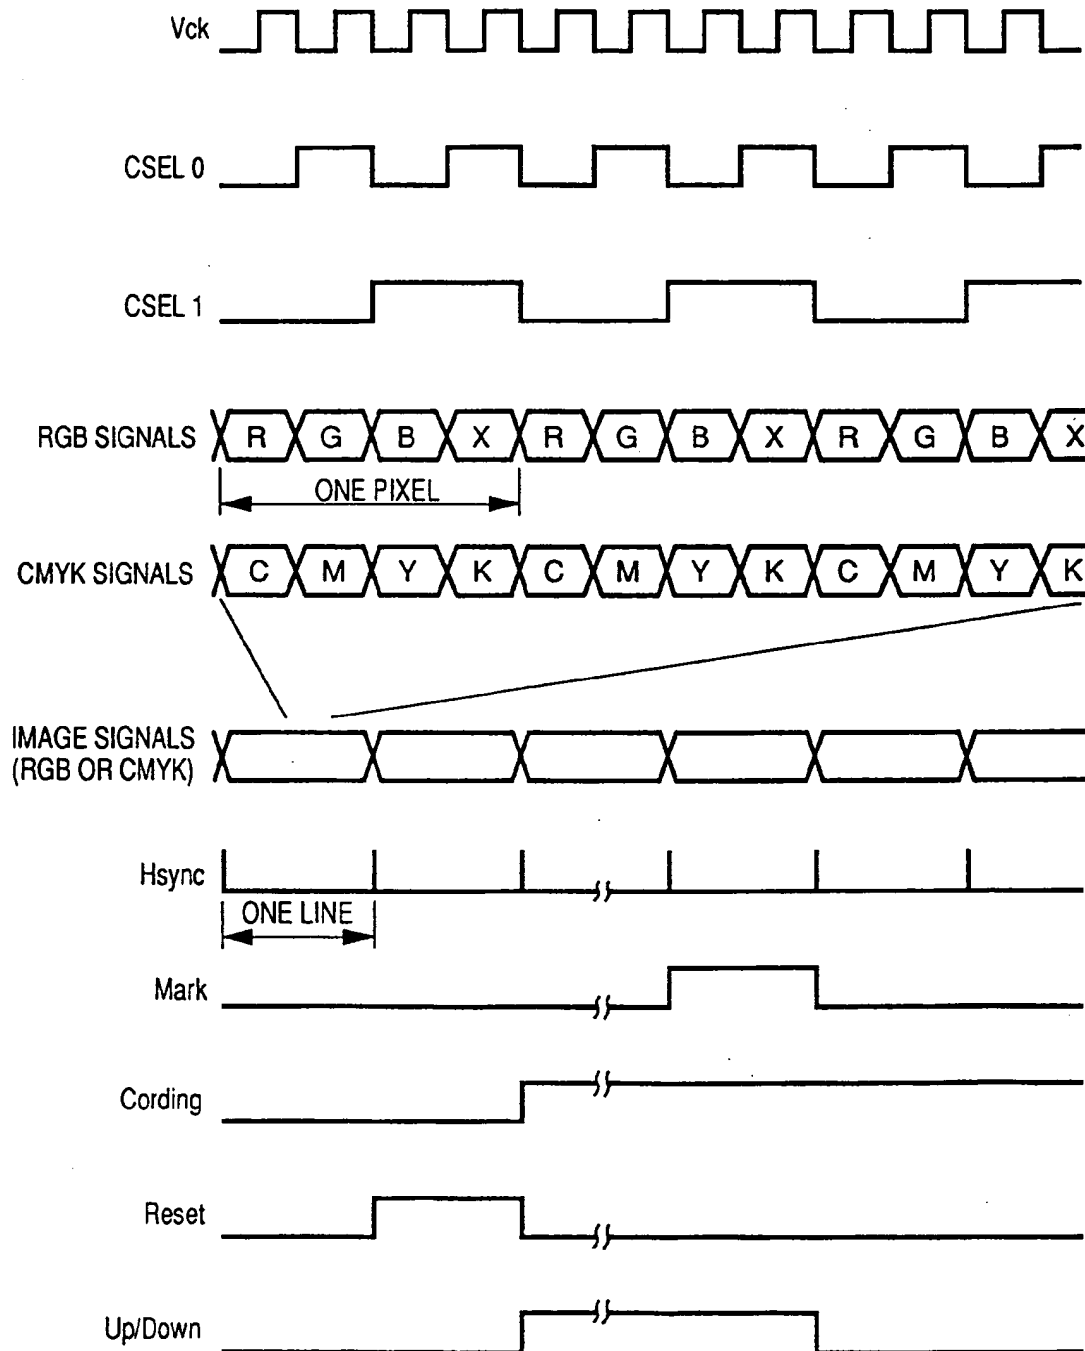 Vck
CSEL 0
CSEL 1
RGB SIGNALS R G B X R G B X R G B X
ONE PIXEL
CMYK SIGNALS C M Y K C M Y K C M Y K
IMAGE SIGNALS
(RGB OR CMYK)
Hsync
ONE LINE
Mark
Cording
Reset
Up/Down